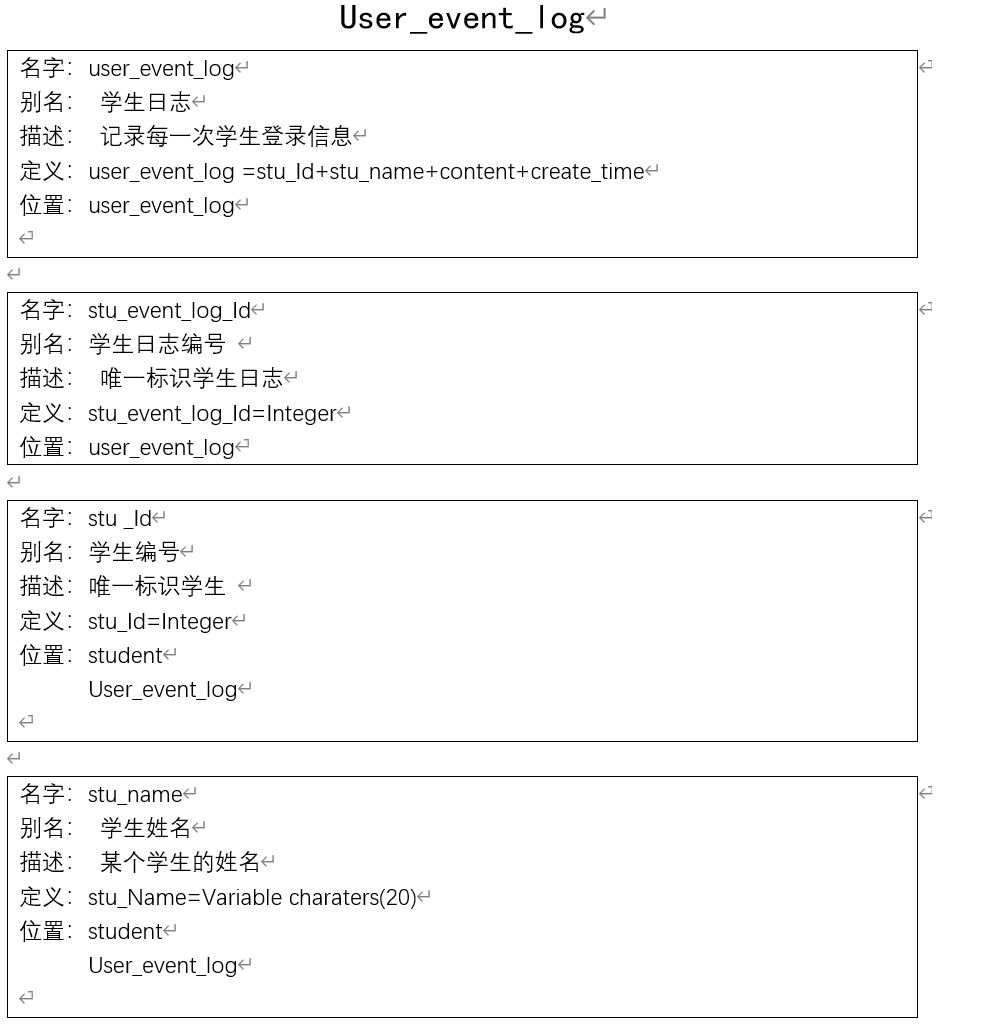 User_event_log
名字：user_event_log
别名： 学生日志
描述： 记录每一次学生登录信息
定义：user_event_log =stu_Id+stu_name+content+create_time
位置：user_event_log
名字：stu_event_log_Id
别名：学生日志编号
描述： 唯一标识学生日志
定义：stu_event_log_Id=Integer
位置：user_event_log
名字：stu _Id
别名：学生编号
描述：唯一标识学生
定义：stu_Id=Integer
位置：student
User_event_log
名字：stu_name
别名： 学生姓名
描述： 某个学生的姓名
定义：stu_Name=Variable charaters(20)
位置：student
User_event_log